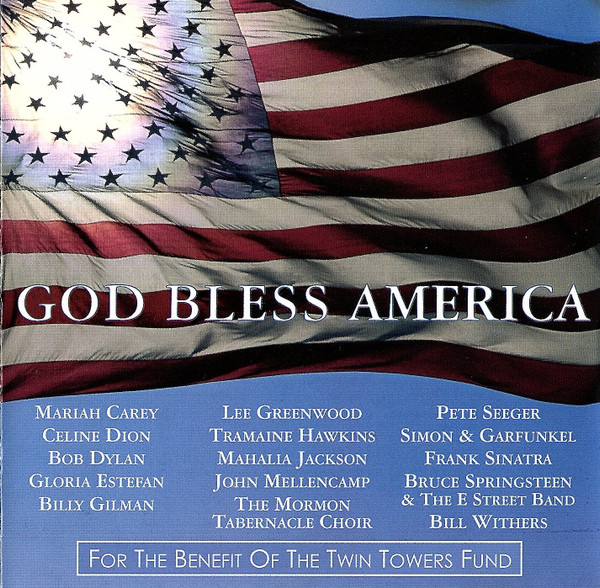 GOD BLESS AMERICA
MARIAH CAREY
CELINE DION
BOB DYLAN
GLORIA ESTEFAN
BILLY GILMAN
LEE GREENWOOD
TRAMAINE HAWKINS
MAHALIA JACKSON
JOHN MELLENCAMP
THE MORMON
TABERNACLE CHOIR
PETE SEEGER
SIMON & GARFUNKEL
FRANK SINATRA
BRUCE SPRINGSTEEN
& THE E STREET BAND
BILL WITHERS
FOR THE BENEFIT OF THE TWIN TOWERS FUND